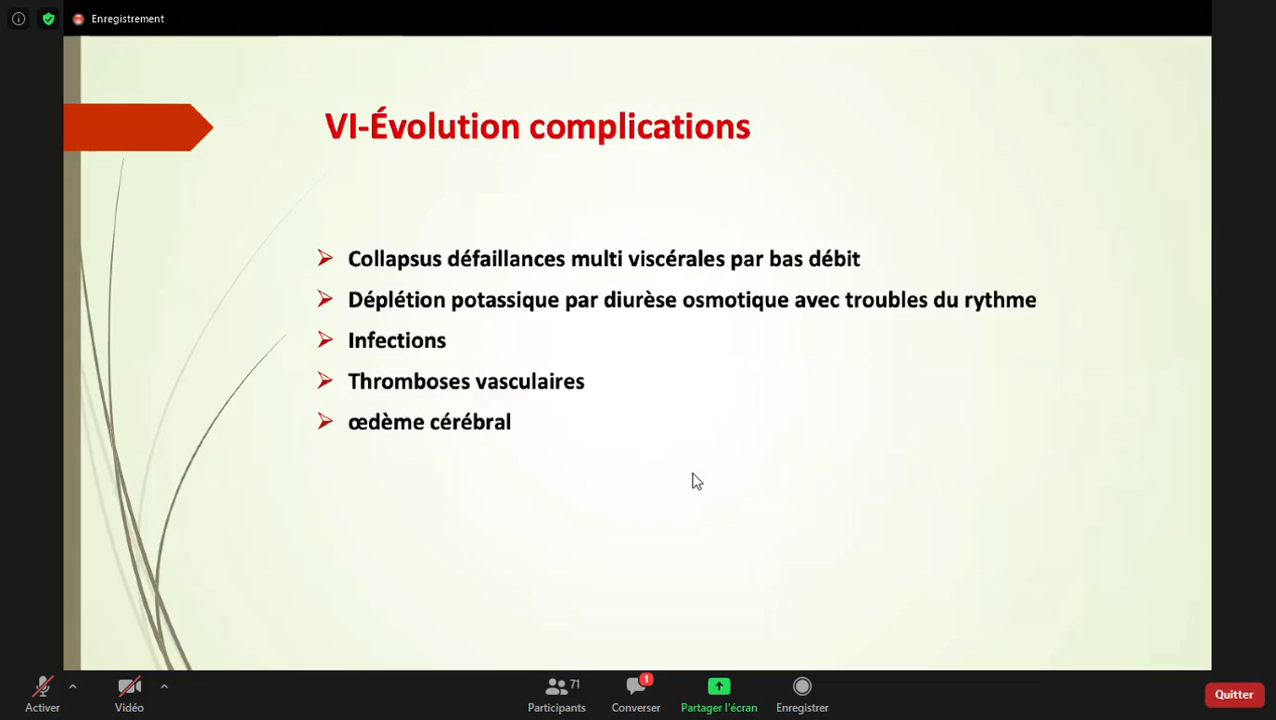 Enregistrement
VI-Évolution complications
Collapsus défaillances multi viscérales par bas débit
Déplétion potassique par diurèse osmotique avec troubles du rythme
Infections
Thromboses vasculaires
œdème cérébral
Activer
Vidéo
71
Participants
1
Converser
Partager l'écran
Enregistrer
Quitter